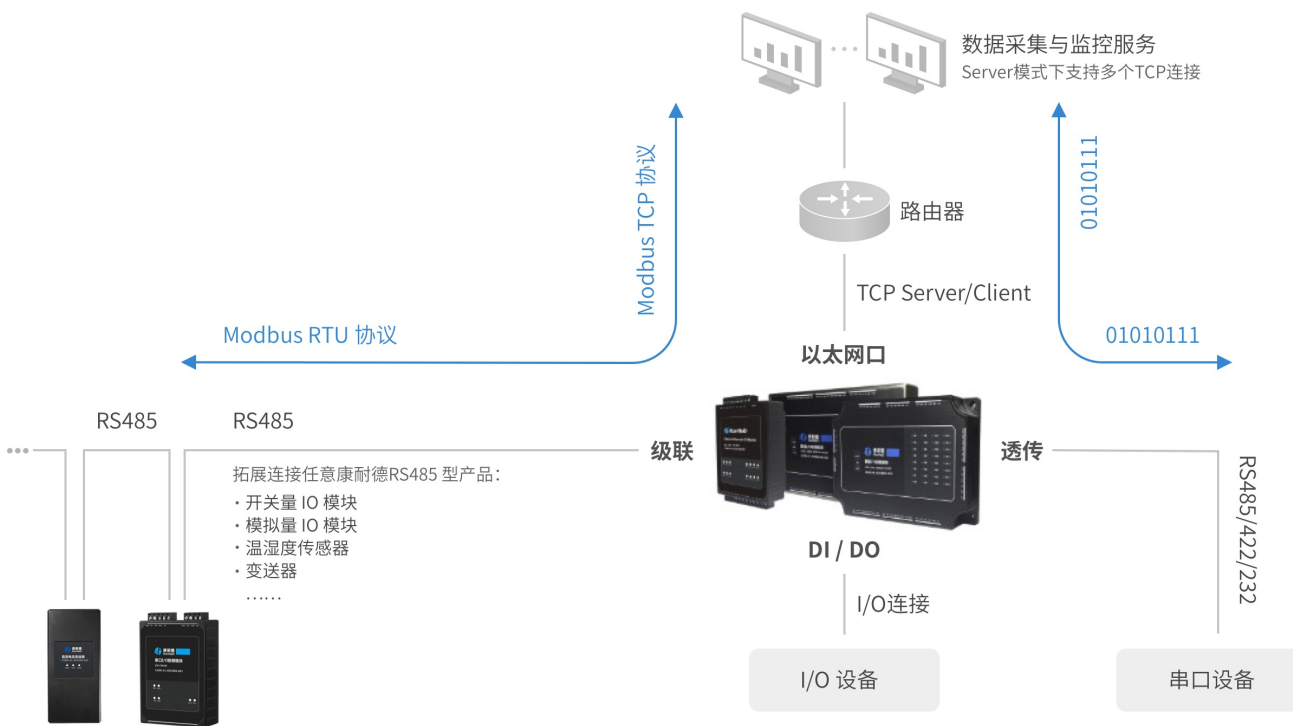 数据采集与监控服务
Server模式下支持多个TCP连接
Modbus TCP 协议
01010111
路由器
TCP Server/Client
Modbus RTU 协议
01010111
以太网口
RS485
RS485
级联
透传
拓展连接任意康耐德RS485 型产品：
· 开关量 IO 模块
· 模拟量 IO 模块
· 温湿度传感器
· 变送器
……
RS485/422/232
DI / DO
I/O连接
I/O 设备
串口设备